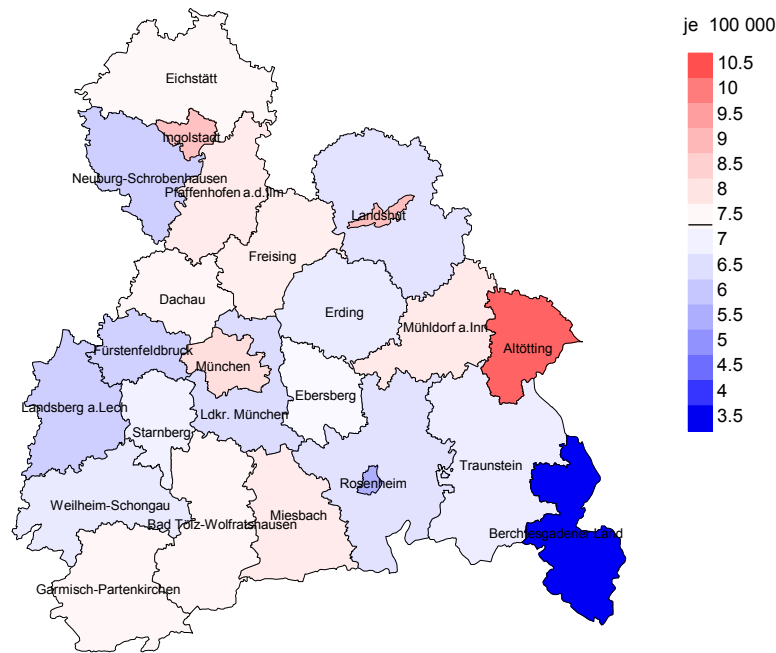 je 100 000
10.5
10
9.5
9
8.5
8
7.5
7
6.5
6
5.5
5
4.5
4
3.5
Eichstätt
Ingolstadt
Neuburg-Schrobenhausen
Pfaffenhofen a.d.Ilm
Landshut
Freising
Dachau
Erding
Mühldorf a.Inn
Altötting
Fürstenfeldbruck
München
Ebersberg
Landsberg a.Lech
Ldkr. München
Starnberg
Traunstein
Rosenheim
Weilheim-Schongau
Miesbach
Bad Tölz-Wolfratshausen
Berchtesgadener Land
Garmisch-Partenkirchen